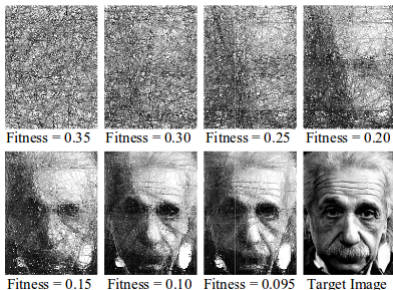 Fitness = 0.35 Fitness = 0.30 Fitness = 0.25 Fitness = 0.20
Fitness = 0.15 Fitness = 0.10 Fitness = 0.095 Target Image